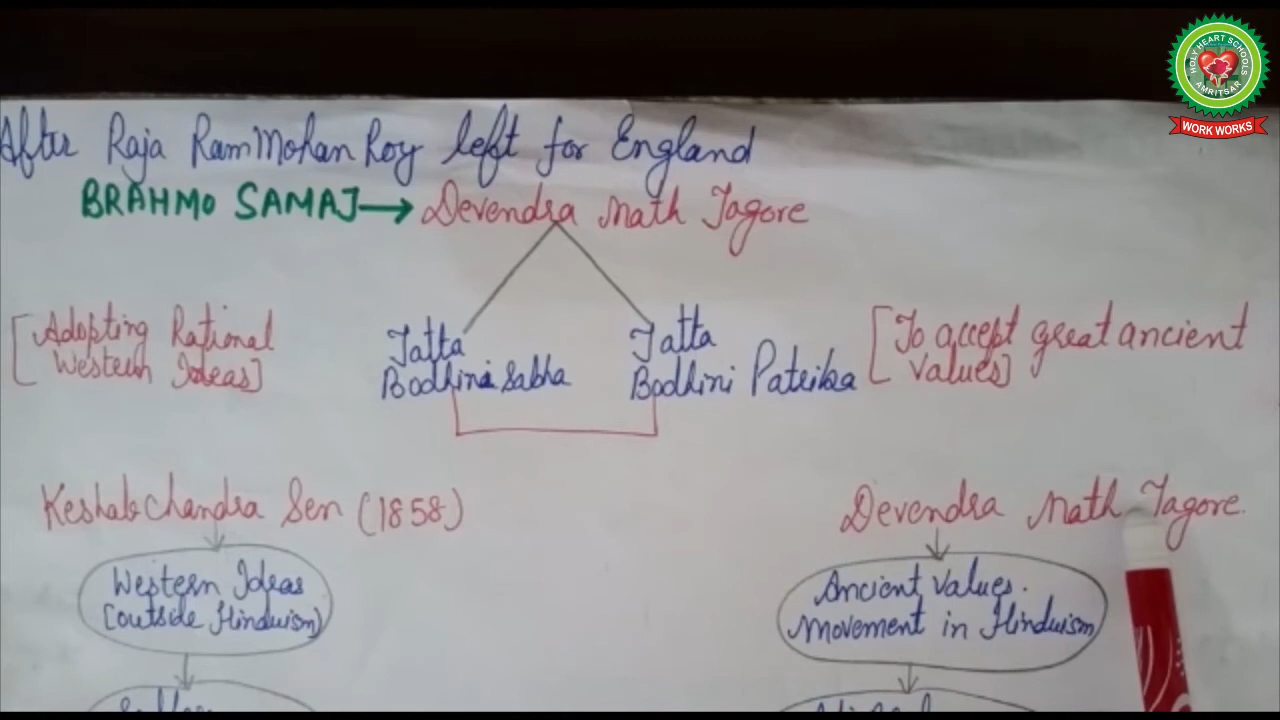 HOLY HEART SCHOOLS
AMRITSAR
WORK WORKS
After Raja RamMohan Roy left for England
BRAHMO SAMAJ → Devendra Nath Tagore
[Adopting Rational
Western Ideas]
Tatta
Bodhini Sabha
Tatta
Bodhini Patrika
[To accept great ancient
values]
Keshab Chandra Sen (1858)
Devendra Nath Tagore.
Western Ideas
(outside Hinduism)
Ancient values.
Movement in Hinduism